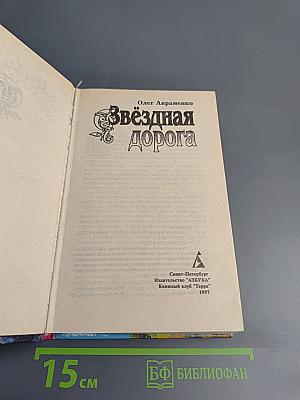 Олег Авраменко
Звёздная
дорога
Санкт-Петербург
Издательство "АЗБУКА"
Книжный клуб "Терра"
1997
15 см
БФ БИБЛИОФАН